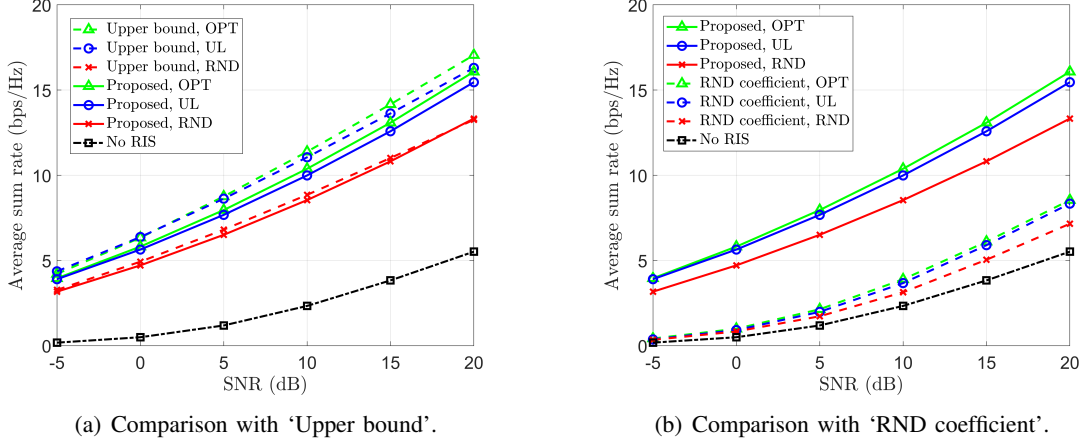 Upper bound, OPT
Upper bound, UL
Upper bound, RND
Proposed, OPT
Proposed, UL
Proposed, RND
No RIS
Average sum rate (bps/Hz)
20
15
10
5
0
-5 0 5 10 15 20
SNR (dB)
(a) Comparison with ‘Upper bound’.
Proposed, OPT
Proposed, UL
Proposed, RND
RND coefficient, OPT
RND coefficient, UL
RND coefficient, RND
No RIS
Average sum rate (bps/Hz)
20
15
10
5
0
-5 0 5 10 15 20
SNR (dB)
(b) Comparison with ‘RND coefficient’.